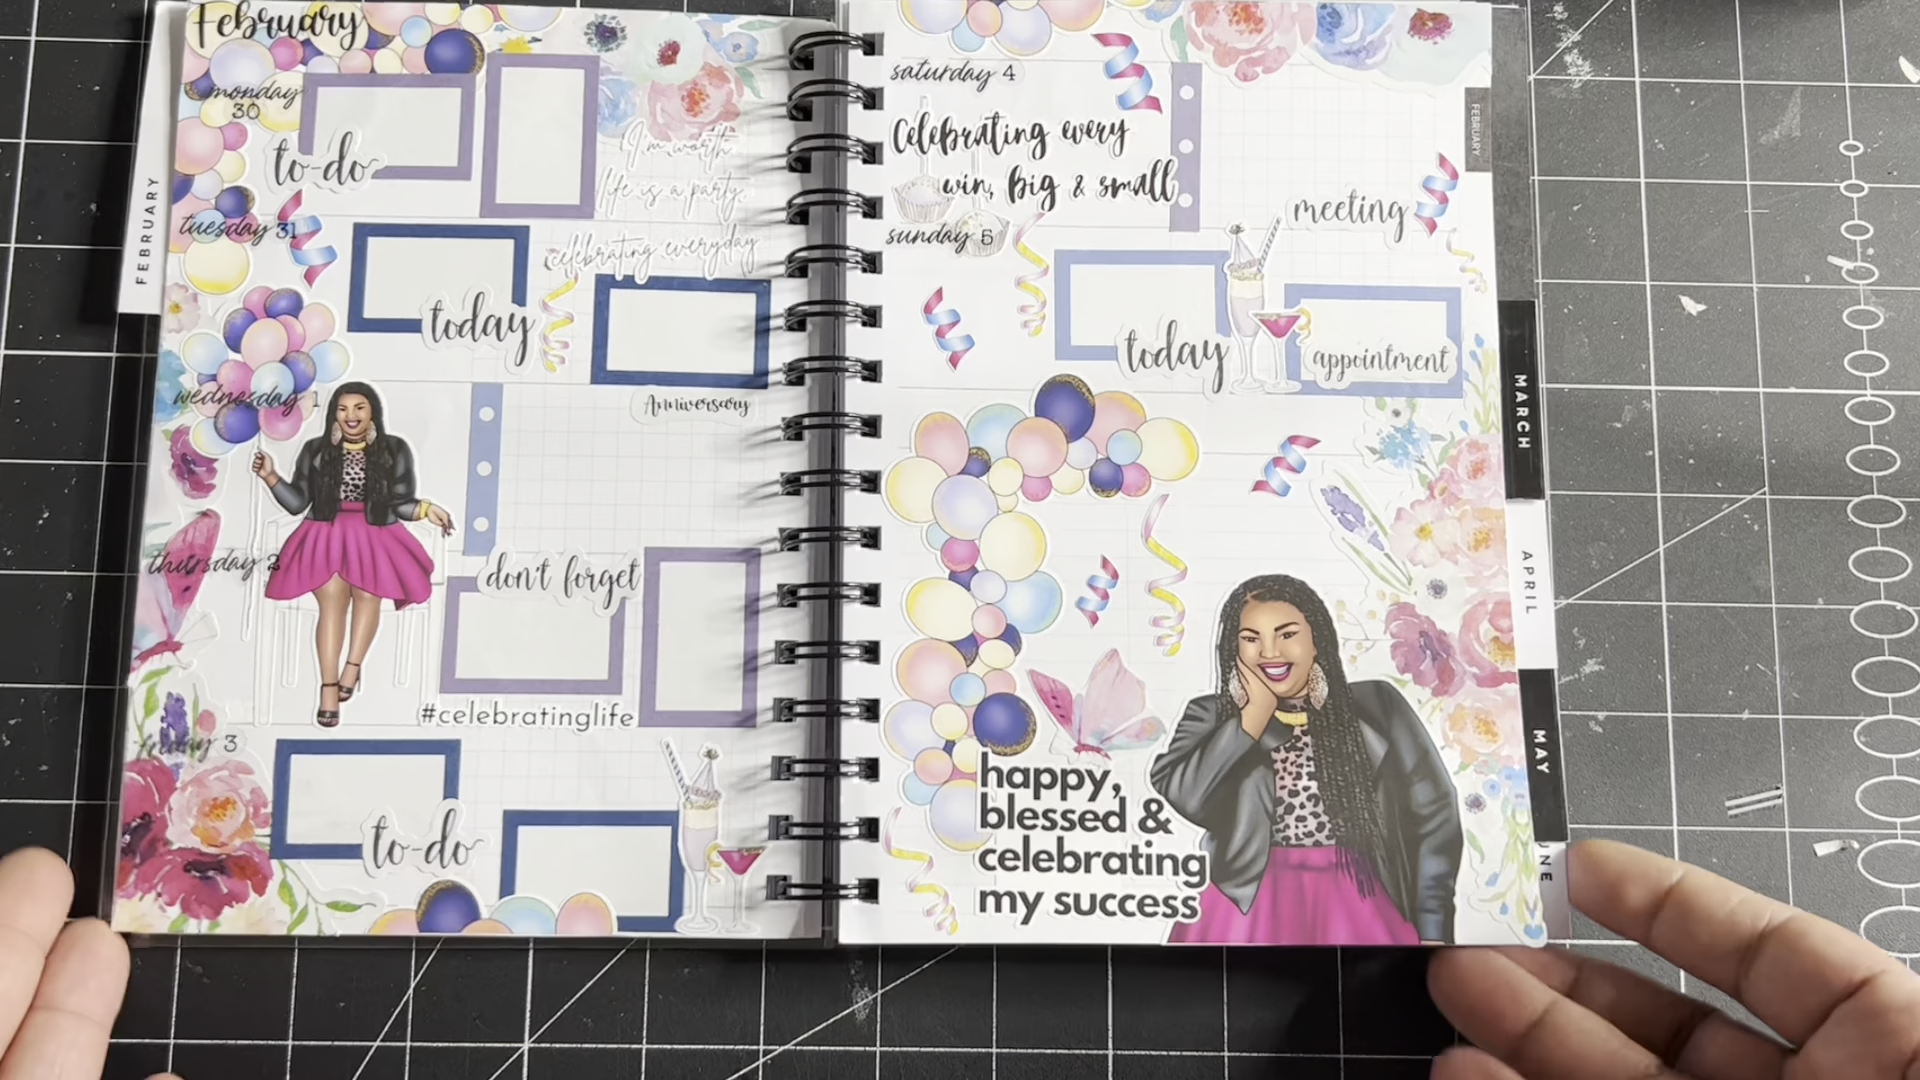 February
monday
30
to-do
I'm worth
life is a party
tuesday 31
celebrating everyday
today
wednesday 1
Anniversary
thursday 2
don't forget
#celebratinglife
friday 3
to-do
FEBRUARY
saturday 4
Celebrating every
win, big & small
meeting
sunday 5
today
appointment
happy,
blessed &
celebrating
my success
FEBRUARY
MARCH
APRIL
MAY
UNE